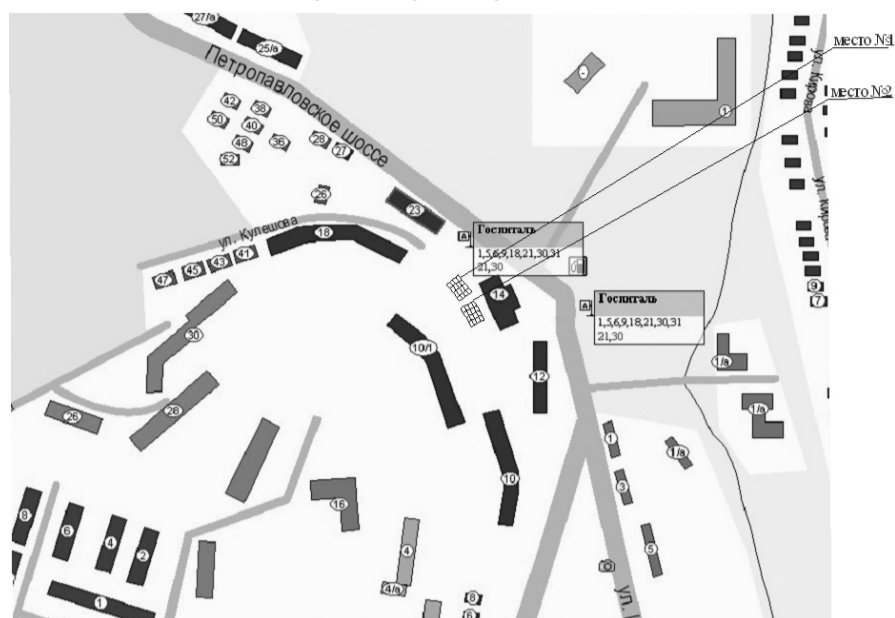 место №1
место №2
27/а
25/а
Петропавловское шоссе
ул. Кирова
ул. Кирова
42
38
50
40
48
36
28
27
52
26
23
ул. Кулешова
18
41
43
45
47
Госпиталь
1,5,6,9,18,21,30,31
21,30
1
9
7
14
Госпиталь
1,5,6,9,18,21,30,31
21,30
30
10/1
12
1/а
1/а
26
28
10
1
1/а
3
5
16
4
4/а
8
6
8
6
4
2
1
ул.